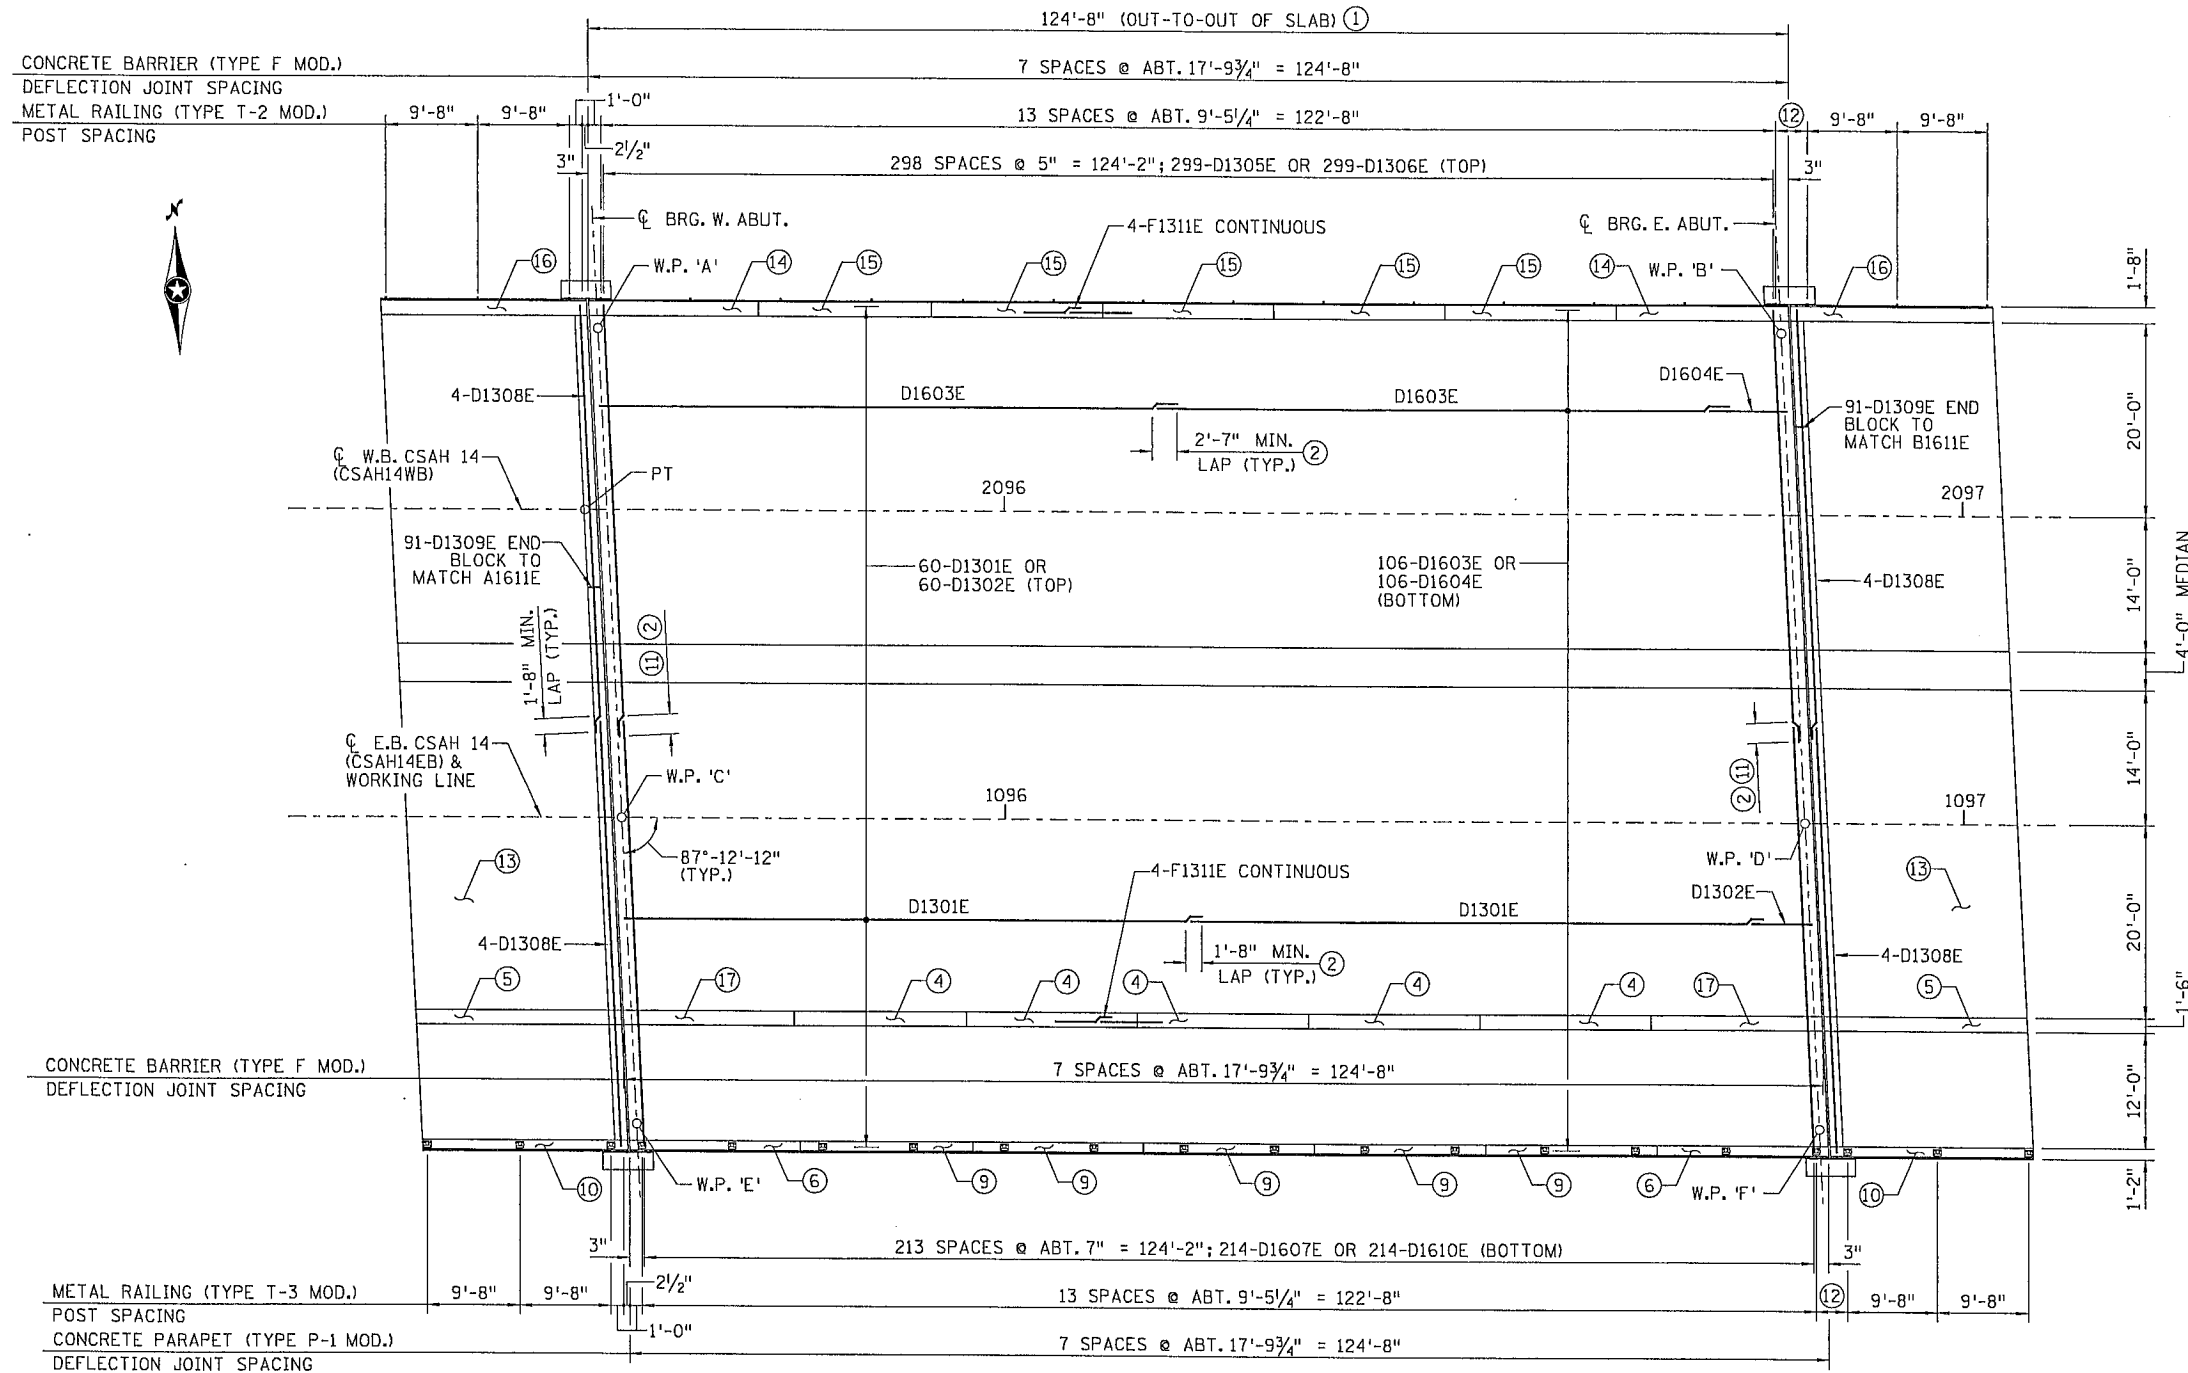 124'-8" (OUT-TO-OUT OF SLAB) ①
CONCRETE BARRIER (TYPE F MOD.)
DEFLECTION JOINT SPACING
7 SPACES @ ABT. 17'-9¾" = 124'-8"
METAL RAILING (TYPE T-2 MOD.)
POST SPACING
9'-8"
9'-8"
1'-0"
13 SPACES @ ABT. 9'-5¼" = 122'-8"
⑫
9'-8"
9'-8"
2½"
3"
298 SPACES @ 5" = 124'-2"; 299-D1305E OR 299-D1306E (TOP)
3"
N
℄ BRG. W. ABUT.
4-F1311E CONTINUOUS
℄ BRG. E. ABUT.
⑯
W.P. 'A'
⑭
⑮
⑮
⑮
⑮
⑮
⑭
W.P. 'B'
⑯
1'-8"
4-D1308E
D1603E
D1603E
D1604E
91-D1309E END
BLOCK TO
MATCH B1611E
20'-0"
2'-7" MIN.
LAP (TYP.)
②
℄ W.B. CSAH 14
(CSAH14WB)
PT
2096
2097
91-D1309E END
BLOCK TO
MATCH A1611E
60-D1301E OR
60-D1302E (TOP)
106-D1603E OR
106-D1604E
(BOTTOM)
4-D1308E
14'-0"
4'-0" MEDIAN
1'-8" MIN.
LAP (TYP.)
②
⑪
℄ E.B. CSAH 14
(CSAH14EB) &
WORKING LINE
W.P. 'C'
1096
②
⑪
1097
14'-0"
87°-12'-12"
(TYP.)
W.P. 'D'
⑬
4-F1311E CONTINUOUS
⑬
D1301E
D1301E
D1302E
20'-0"
4-D1308E
1'-8" MIN.
LAP (TYP.)
②
4-D1308E
⑤
⑰
④
④
④
④
④
⑰
⑤
1'-6"
CONCRETE BARRIER (TYPE F MOD.)
DEFLECTION JOINT SPACING
7 SPACES @ ABT. 17'-9¾" = 124'-8"
12'-0"
⑩
W.P. 'E'
⑥
⑨
⑨
⑨
⑨
⑨
⑥
W.P. 'F'
⑩
1'-2"
3"
213 SPACES @ ABT. 7" = 124'-2"; 214-D1607E OR 214-D1610E (BOTTOM)
3"
METAL RAILING (TYPE T-3 MOD.)
POST SPACING
9'-8"
9'-8"
2½"
13 SPACES @ ABT. 9'-5¼" = 122'-8"
⑫
9'-8"
9'-8"
CONCRETE PARAPET (TYPE P-1 MOD.)
DEFLECTION JOINT SPACING
1'-0"
7 SPACES @ ABT. 17'-9¾" = 124'-8"